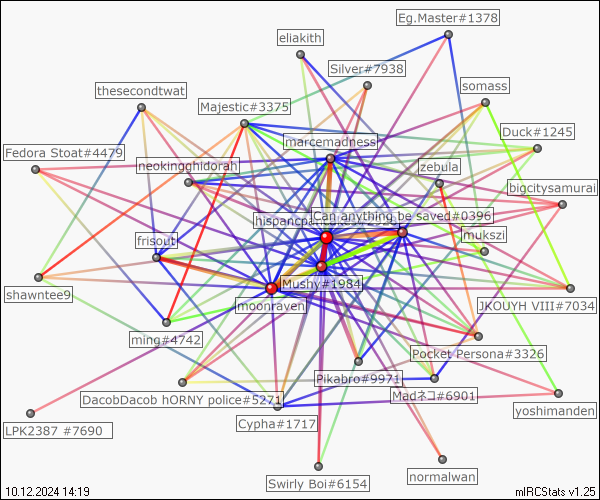 Eg.Master#1378
eliakith
Silver#7938
somass
thesecondtwat
Majestic#3375
Duck#1245
marcemadness
Fedora Stoat#4479
neokingghidorah
zebula
bigcitysamurai
Can anything be saved#0396
frisout
mukszi
Mushy#1984
shawntee9
moonraven
JKOUYH VIII#7034
ming#4742
Pocket Persona#3326
Pikabro#9971
DacobDacob hORNY police#5271
Madネコ#6901
yoshimanden
LPK2387 #7690
Cypha#1717
Swirly Boi#6154
normalwan
10.12.2024 14:19
mIRCStats v1.25